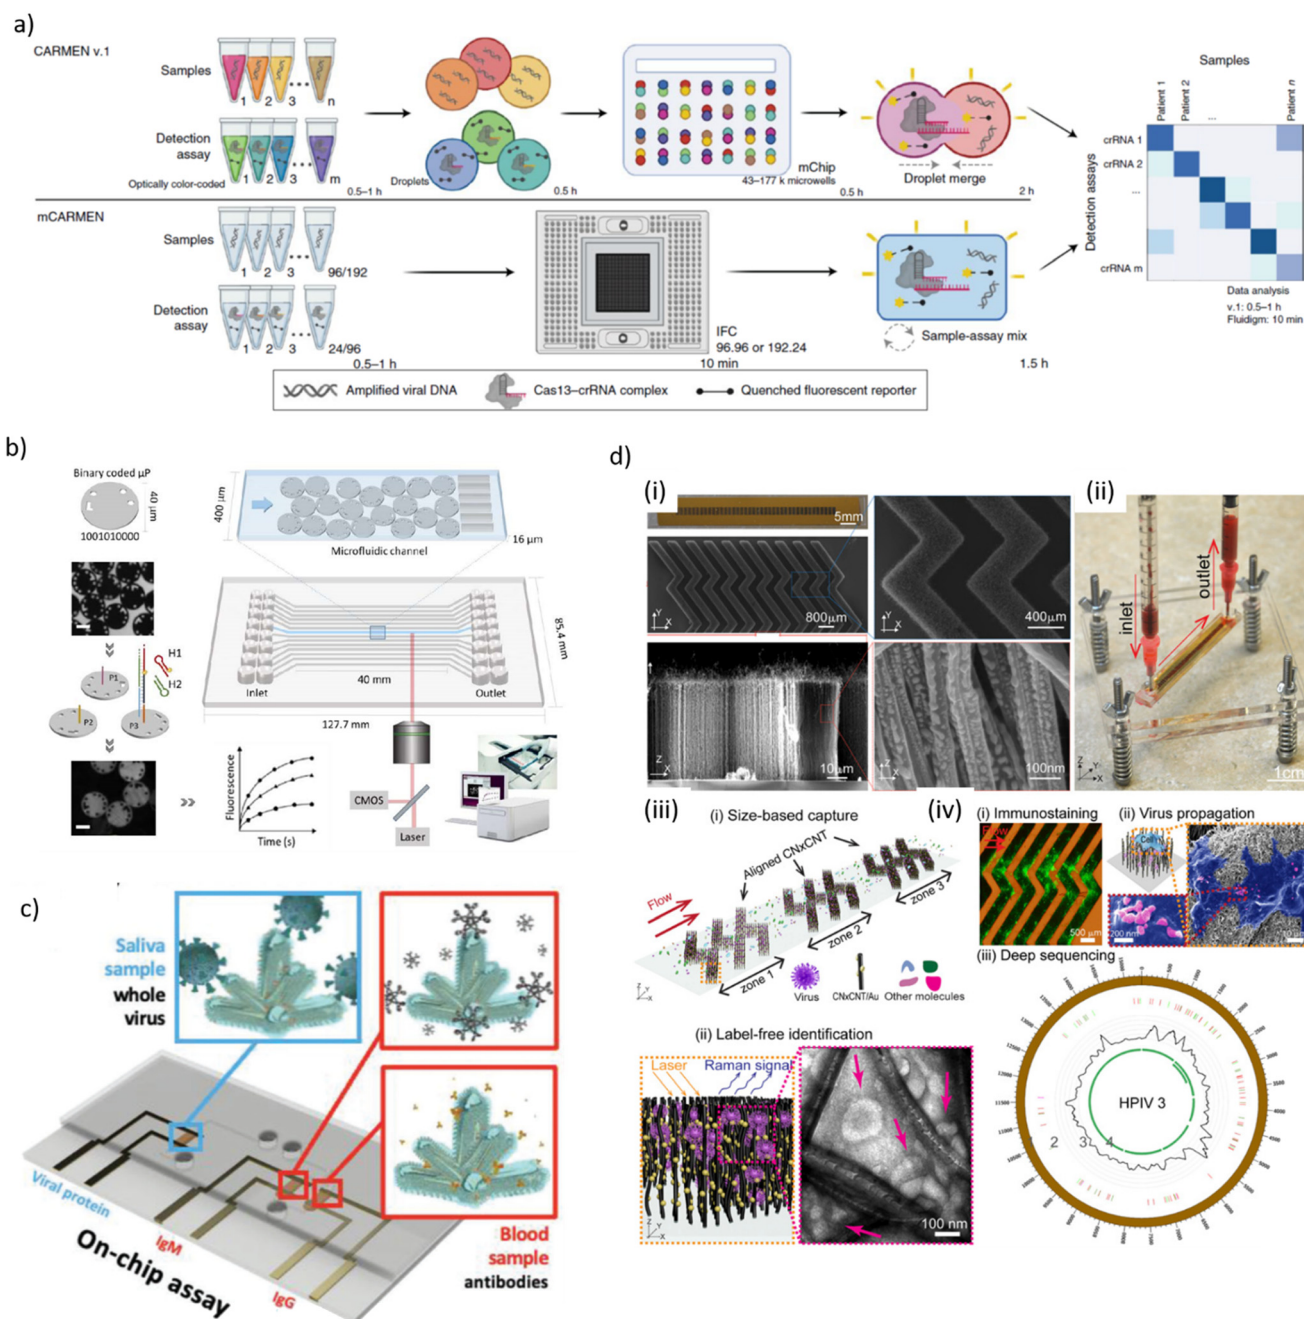 a)
CARMEN v.1
Samples
1 2 3 n
Detection
assay
Optically color-coded
1 2 3 m
0.5–1 h
Droplets
0.5 h
mChip
43–177 k microwells
0.5 h
Droplet merge
2 h
mCARMEN
Samples
1 2 3 96/192
Detection
assay
1 2 3 24/96
0.5–1 h
IFC
96.96 or 192.24
10 min
Sample-assay mix
1.5 h
Samples
Patient 1
Patient 2
...
Patient n
Detection assays
crRNA 1
crRNA 2
...
crRNA m
Data analysis
v.1: 0.5–1 h
Fluidigm: 10 min
Amplified viral DNA
Cas13–crRNA complex
Quenched fluorescent reporter
b)
Binary coded µP
40 µm
L
1001010000
P1
H1
H2
P2
P3
400 µm
Microfluidic channel
16 µm
Inlet
40 mm
Outlet
85.4 mm
127.7 mm
Fluorescence
Time (s)
CMOS
Laser
c)
Saliva
sample
whole
virus
Viral protein
IgM
IgG
On-chip assay
Blood
sample
antibodies
d)
(i)
5mm
Y
X
800µm
Y
X
400µm
Z
X
10µm
Z
X
100nm
(ii)
inlet
outlet
Z
Y
X
1cm
(iii)
(i) Size-based capture
Aligned CNxCNT
Flow
zone 1
zone 2
zone 3
Z
Y
X
Virus
CNxCNT/Au
Other molecules
(ii) Label-free identification
Laser
Raman signal
Z
Y
X
100 nm
(iv)
(i) Immunostaining
Flow
500 µm
(ii) Virus propagation
Cell
200 nm
(iii) Deep sequencing
HPIV 3
2 3 4